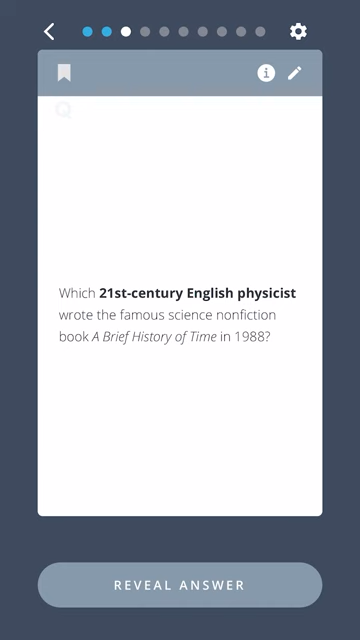 Q
Which 21st-century English physicist
wrote the famous science nonfiction
book A Brief History of Time in 1988?
REVEAL ANSWER